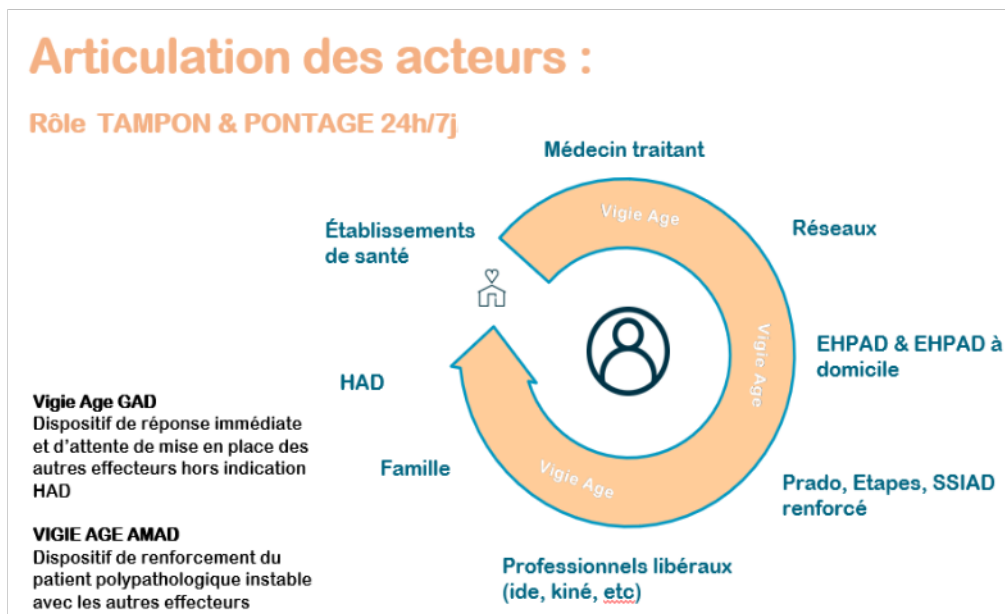 Articulation des acteurs :
Rôle TAMPON & PONTAGE 24h/7j
Médecin traitant
Vigie Age
Établissements
de santé
Réseaux
Vigie Age
EHPAD & EHPAD à
domicile
HAD
Vigie Age GAD
Dispositif de réponse immédiate
et d'attente de mise en place des
autres effecteurs hors indication
HAD
Famille
Vigie Age
Prado, Etapes, SSIAD
renforcé
VIGIE AGE AMAD
Dispositif de renforcement du
patient polypathologique instable
avec les autres effecteurs
Professionnels libéraux
(ide, kiné, etc)